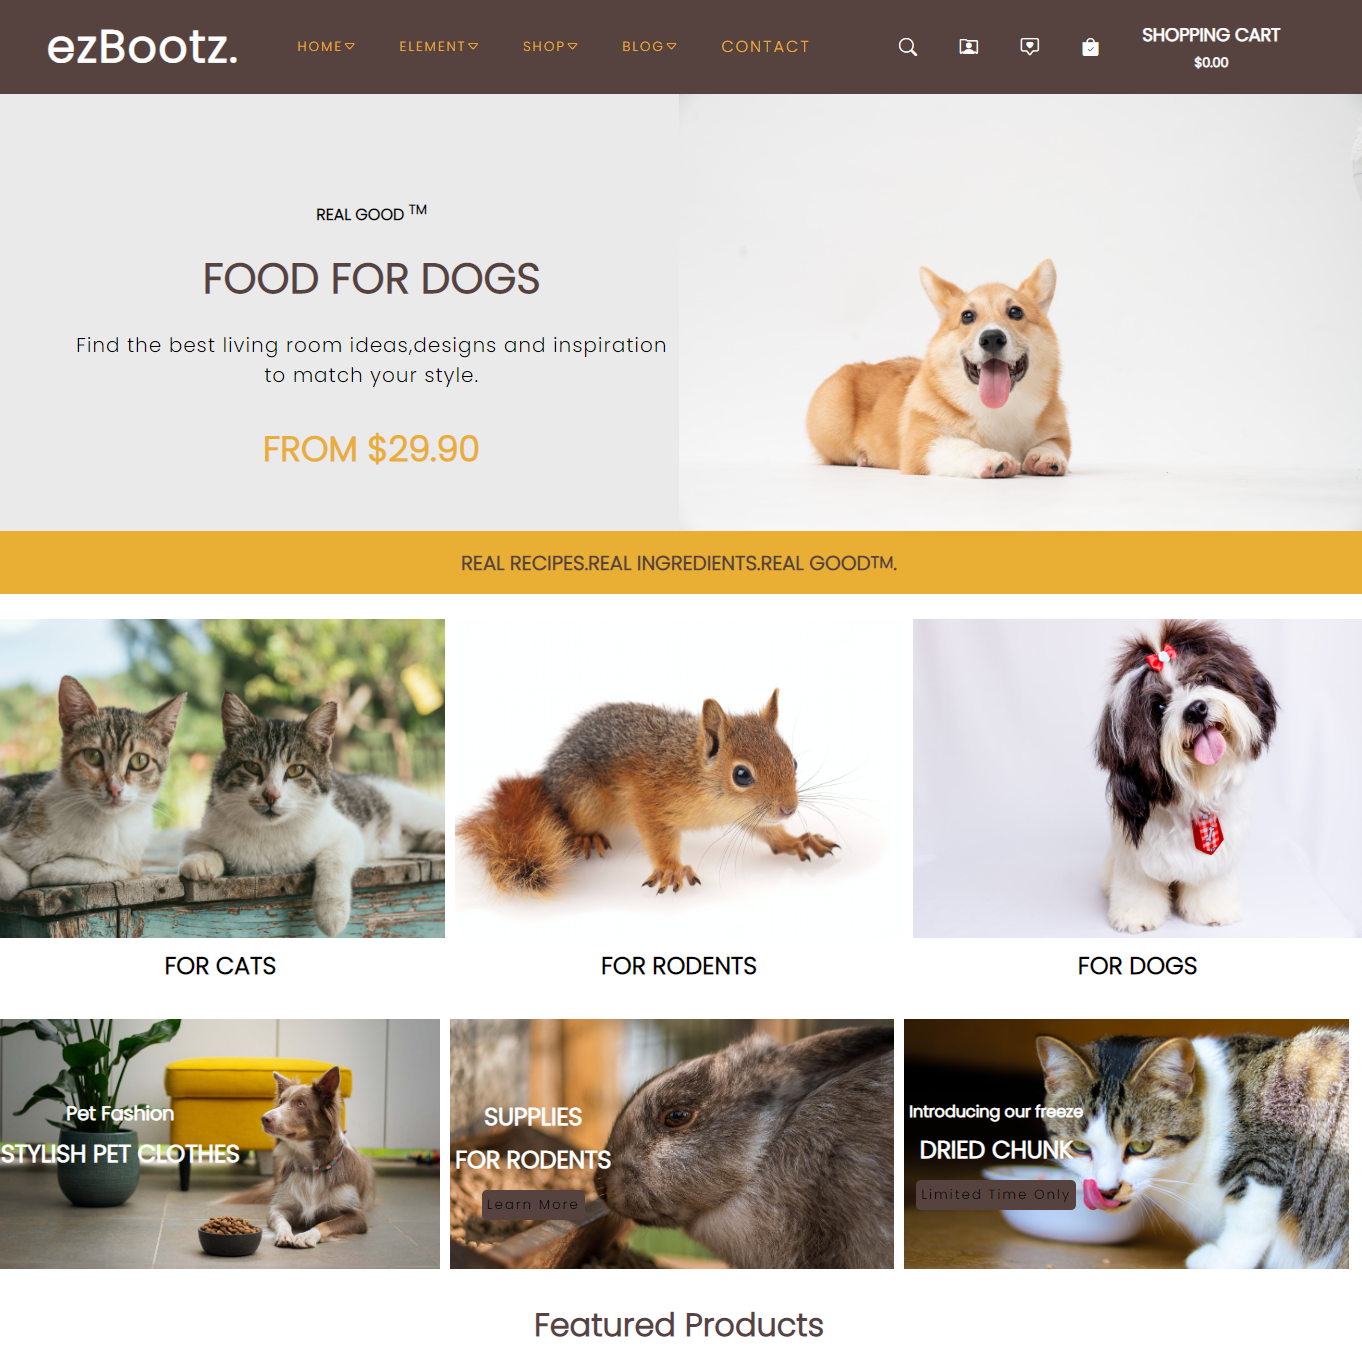 ezBootz.
HOME
ELEMENT
SHOP
BLOG
CONTACT
SHOPPING CART
$0.00
REAL GOOD TM
FOOD FOR DOGS
Find the best living room ideas,designs and inspiration
to match your style.
FROM $29.90
REAL RECIPES.REAL INGREDIENTS.REAL GOOD™.
FOR CATS
FOR RODENTS
FOR DOGS
Pet Fashion
STYLISH PET CLOTHES
SUPPLIES
FOR RODENTS
Learn More
Introducing our freeze
DRIED CHUNK
Limited Time Only
Featured Products